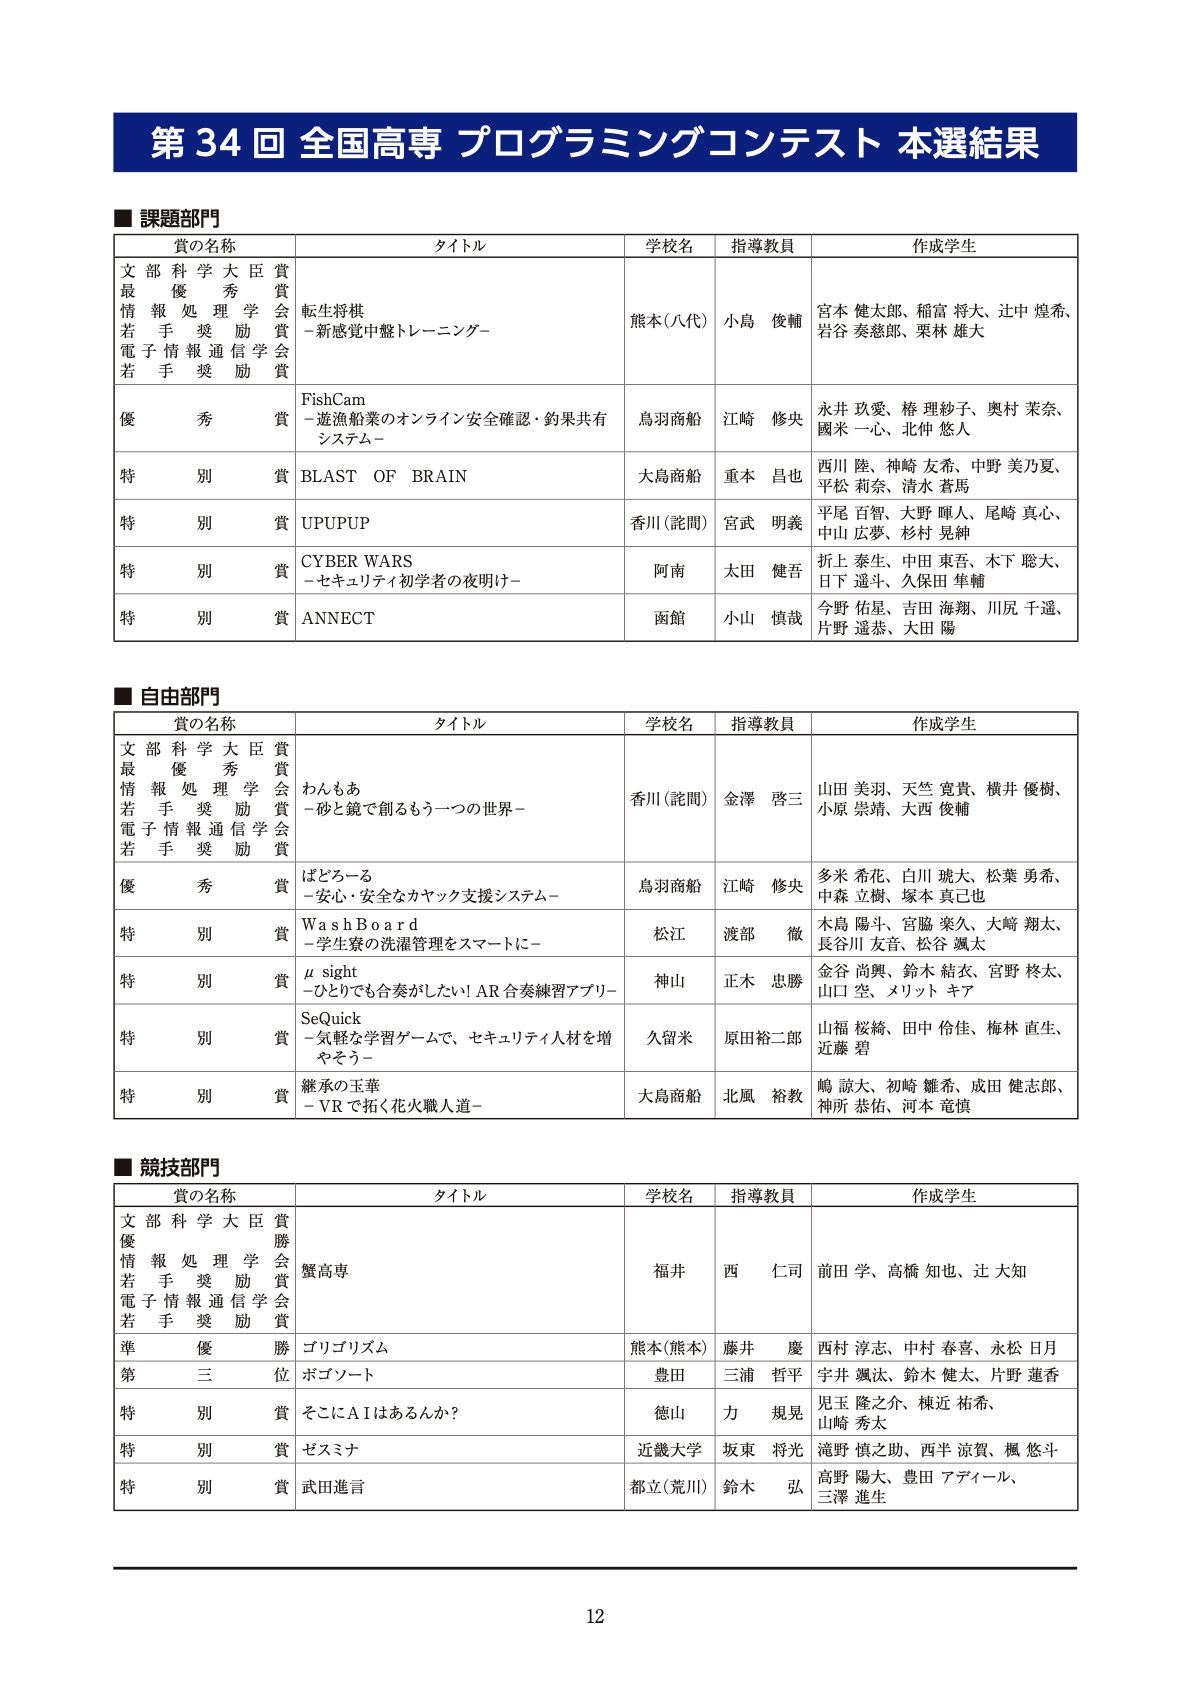 第 34 回 全国高専 プログラミングコンテスト 本選結果
■ 課題部門
賞の名称 タイトル 学校名 指導教員 作成学生
文部科学大臣賞
最優秀賞
情報処理学会
若手奨励賞
電子情報通信学会
若手奨励賞
転生将棋
−新感覚中盤トレーニング−
熊本(八代) 小島 俊輔
宮本 健太郎、稲富 将大、辻中 煌希、
岩谷 奏慈郎、栗林 雄大
優秀賞
FishCam
−遊漁船業のオンライン安全確認・釣果共有
システム−
鳥羽商船 江崎 修央
永井 玖愛、椿 理紗子、奥村 茉奈、
國米 一心、北仲 悠人
特別賞 BLAST OF BRAIN 大島商船 重本 昌也
西川 陸、神崎 友希、中野 美乃夏、
平松 莉奈、清水 蒼馬
特別賞 UPUPUP 香川(詫間) 宮武 明義
平尾 百智、大野 暉人、尾崎 真心、
中山 広夢、杉村 晃紳
特別賞
CYBER WARS
−セキュリティ初学者の夜明け−
阿南 太田 健吾
折上 泰生、中田 東吾、木下 聡大、
日下 遥斗、久保田 隼輔
特別賞 ANNECT 函館 小山 慎哉
今野 佑星、吉田 海翔、川尻 千遥、
片野 遥恭、大田 陽
■ 自由部門
賞の名称 タイトル 学校名 指導教員 作成学生
文部科学大臣賞
最優秀賞
情報処理学会
若手奨励賞
電子情報通信学会
若手奨励賞
わんもあ
−砂と鏡で創るもう一つの世界−
香川(詫間) 金澤 啓三
山田 美羽、天竺 寛貴、横井 優樹、
小原 崇靖、大西 俊輔
優秀賞
ぱどろーる
−安心・安全なカヤック支援システム−
鳥羽商船 江崎 修央
多米 希花、白川 琥大、松葉 勇希、
中森 立樹、塚本 真己也
特別賞
WashBoard
−学生寮の洗濯管理をスマートに−
松江 渡部 徹
木島 陽斗、宮脇 楽久、大﨑 翔太、
長谷川 友音、松谷 颯太
特別賞
μ sight
−ひとりでも合奏がしたい! AR 合奏練習アプリ−
神山 正木 忠勝
金谷 尚興、鈴木 結衣、宮野 柊太、
山口 空、メリット キア
特別賞
SeQuick
−気軽な学習ゲームで、セキュリティ人材を増
やそう−
久留米 原田裕二郎
山福 桜綺、田中 伶佳、梅林 直生、
近藤 碧
特別賞
継承の玉華
−VR で拓く花火職人道−
大島商船 北風 裕教
嶋 諒大、初崎 雛希、成田 健志郎、
神所 恭佑、河本 竜慎
■ 競技部門
賞の名称 タイトル 学校名 指導教員 作成学生
文部科学大臣賞
優勝
情報処理学会
若手奨励賞
電子情報通信学会
若手奨励賞
蟹高専 福井 西 仁司 前田 学、高橋 知也、辻 大知
準優勝 ゴリゴリズム 熊本(熊本) 藤井 慶 西村 淳志、中村 春喜、永松 日月
第三位 ボゴソート 豊田 三浦 哲平 宇井 颯汰、鈴木 健太、片野 蓮香
特別賞 そこにＡＩはあるんか? 徳山 力 規晃
児玉 隆之介、棟近 祐希、
山崎 秀太
特別賞 ゼスミナ 近畿大学 坂東 将光 滝野 慎之助、西半 涼賀、楓 悠斗
特別賞 武田進言 都立(荒川) 鈴木 弘
高野 陽大、豊田 アディール、
三澤 進生
12